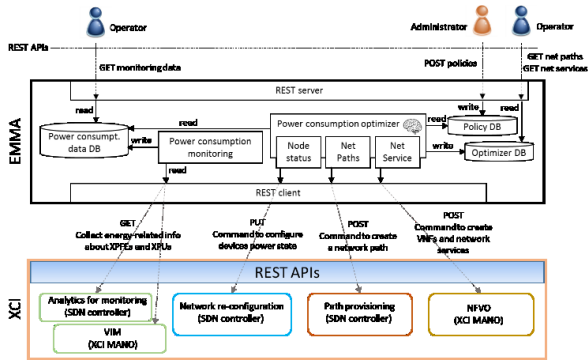 Operator
Administrator
Operator
REST APIs
GET monitoring data
POST policies
GET net paths
GET net services
EMMA
REST server
read
write
read
read
read
Power consumpt.
data DB
write
Power consumption
monitoring
read
Power consumption optimizer
Node
status
Net
Paths
Net
Service
Policy DB
write
Optimizer DB
REST client
GET
Collect energy-related info
about XPFEs and XPUs
PUT
Command to configure
devices power state
POST
Command to create
a network path
POST
Command to create
VNFs and network
services
XCI
REST APIs
Analytics for monitoring
(SDN controller)
VIM
(XCI MANO)
Network re-configuration
(SDN controller)
Path provisioning
(SDN controller)
NFVO
(XCI MANO)